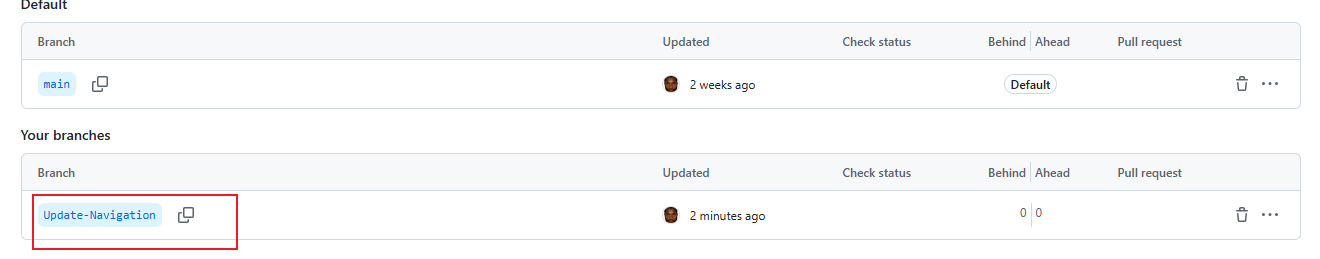 Default
Branch Updated Check status Behind Ahead Pull request
main 2 weeks ago Default
Your branches
Branch Updated Check status Behind Ahead Pull request
Update-Navigation 2 minutes ago 0 0